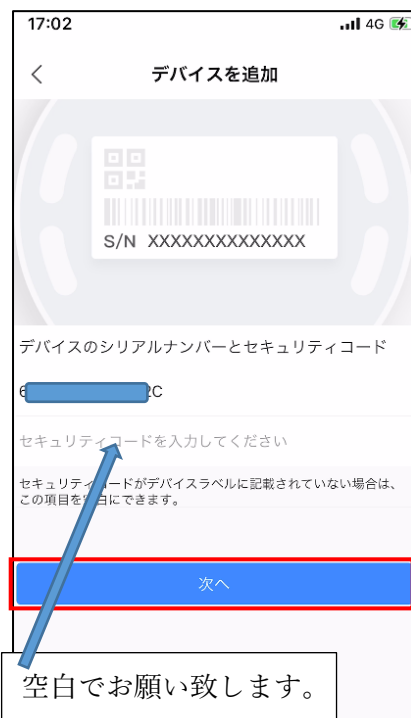 17:02
4G
デバイスを追加
S/N XXXXXXXXXXXXXX
デバイスのシリアルナンバーとセキュリティコード
6 2C
セキュリティコードを入力してください
セキュリティコードがデバイスラベルに記載されていない場合は、
この項目を空白にできます。
次へ
空白でお願い致します。